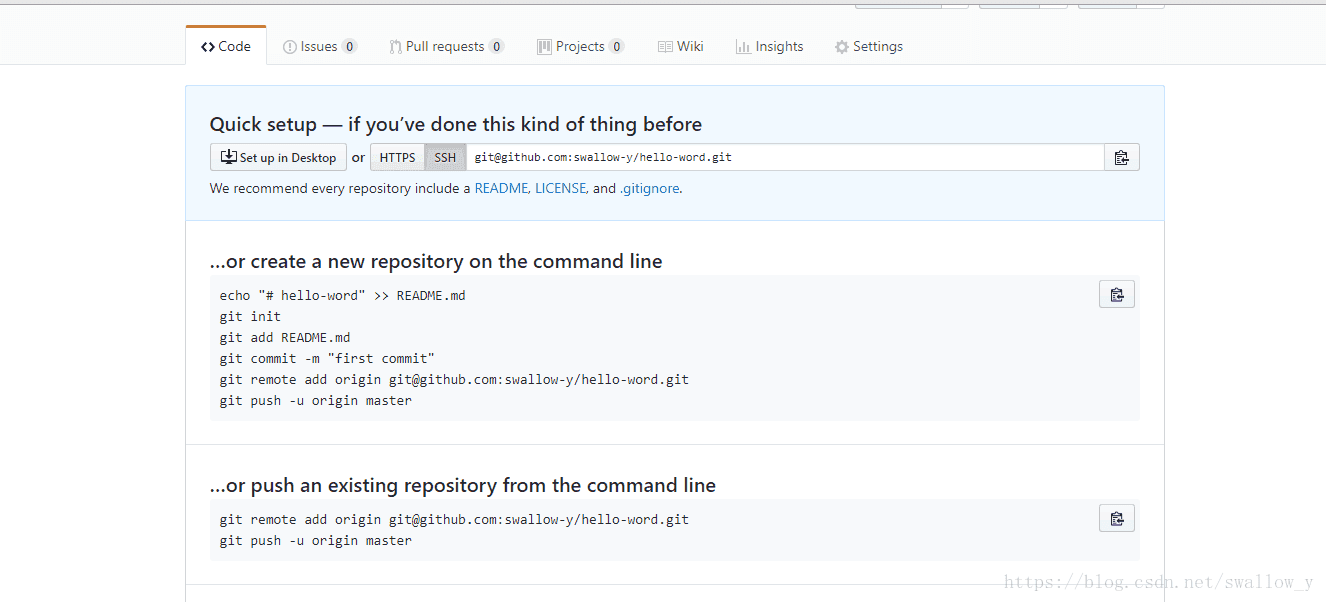 Code Issues 0 Pull requests 0 Projects 0 Wiki Insights Settings
Quick setup — if you’ve done this kind of thing before
Set up in Desktop or HTTPS SSH git@github.com:swallow-y/hello-word.git
We recommend every repository include a README, LICENSE, and .gitignore.
…or create a new repository on the command line
echo "# hello-word" >> README.md
git init
git add README.md
git commit -m "first commit"
git remote add origin git@github.com:swallow-y/hello-word.git
git push -u origin master
…or push an existing repository from the command line
git remote add origin git@github.com:swallow-y/hello-word.git
git push -u origin master
https://blog.csdn.net/swallow_y